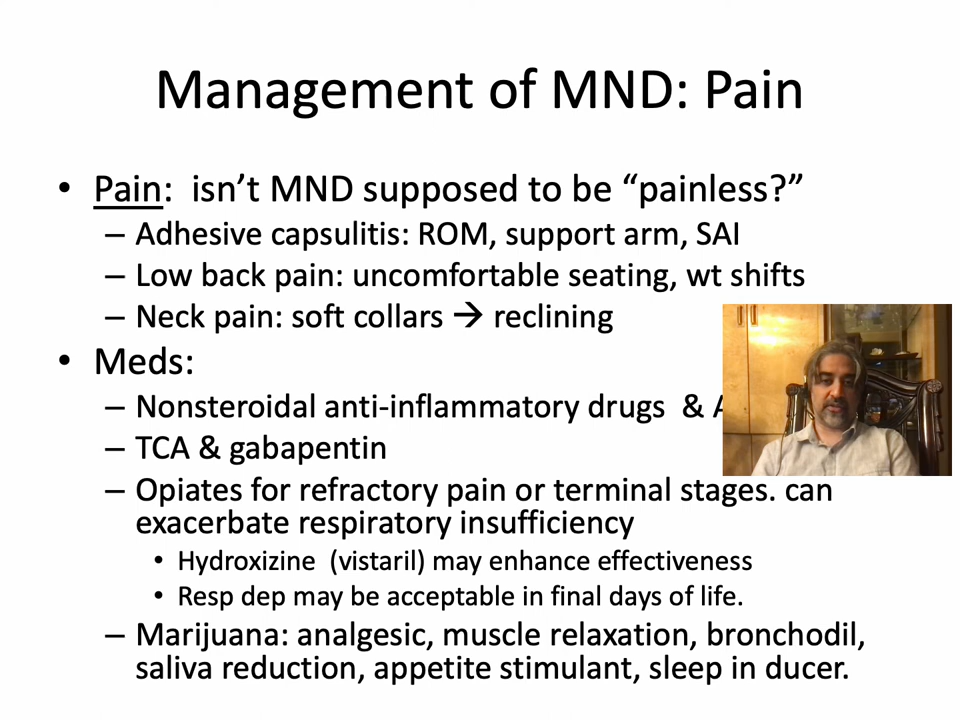 Management of MND: Pain
• Pain: isn’t MND supposed to be “painless?”
– Adhesive capsulitis: ROM, support arm, SAI
– Low back pain: uncomfortable seating, wt shifts
– Neck pain: soft collars → reclining
• Meds:
– Nonsteroidal anti-inflammatory drugs & 
– TCA & gabapentin
– Opiates for refractory pain or terminal stages. can
exacerbate respiratory insufficiency
• Hydroxizine (vistaril) may enhance effectiveness
• Resp dep may be acceptable in final days of life.
– Marijuana: analgesic, muscle relaxation, bronchodil,
saliva reduction, appetite stimulant, sleep in ducer.